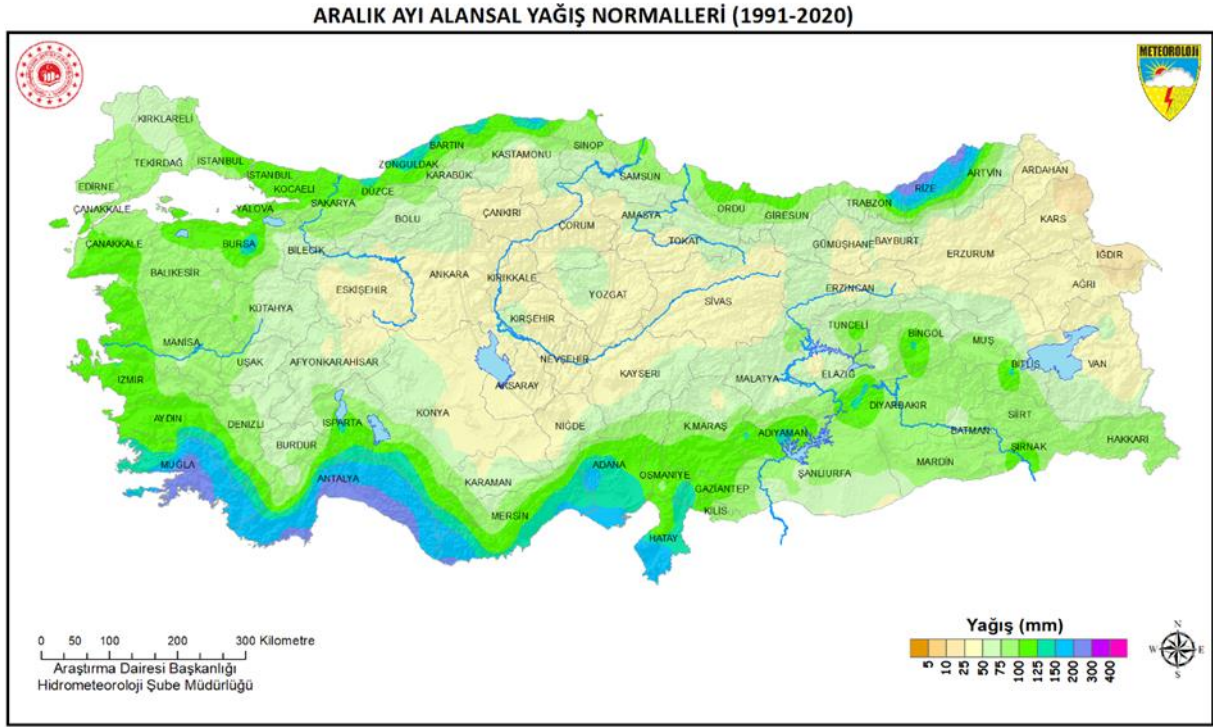 ARALIK AYI ALANSAL YAĞIŞ NORMALLERİ (1991-2020)
METEOROLOJİ
KIRKLARELİ
TEKİRDAĞ
İSTANBUL
İSTANBUL
EDİRNE
KOCAELİ
ÇANAKKALE
YALOVA
SAKARYA
DÜZCE
ZONGULDAK
BARTIN
KARABÜK
KASTAMONU
SİNOP
SAMSUN
ORDU
GİRESUN
TRABZON
RİZE
ARTVİN
ARDAHAN
ÇANAKKALE
BURSA
BİLECİK
BOLU
ÇANKIRI
ÇORUM
AMASYA
TOKAT
GÜMÜŞHANE
BAYBURT
ERZURUM
KARS
IĞDIR
BALIKESİR
KÜTAHYA
ESKİŞEHİR
ANKARA
KIRIKKALE
YOZGAT
SİVAS
ERZİNCAN
AĞRI
MANİSA
UŞAK
AFYONKARAHİSAR
KIRŞEHİR
NEVŞEHİR
KAYSERİ
TUNCELİ
BİNGÖL
MUŞ
BİTLİS
VAN
İZMİR
AKSARAY
MALATYA
ELAZIĞ
AYDIN
DENİZLİ
ISPARTA
KONYA
NİĞDE
K.MARAŞ
ADIYAMAN
DİYARBAKIR
SİİRT
BATMAN
BURDUR
ŞIRNAK
HAKKARİ
MUĞLA
ANTALYA
KARAMAN
ADANA
OSMANİYE
GAZİANTEP
ŞANLIURFA
MARDİN
MERSİN
KİLİS
HATAY
0 50 100 200 300 Kilometre
Araştırma Dairesi Başkanlığı
Hidrometeoroloji Şube Müdürlüğü
Yağış (mm)
5 10 25 50 75 100 125 150 200 300 400
N
W E
S